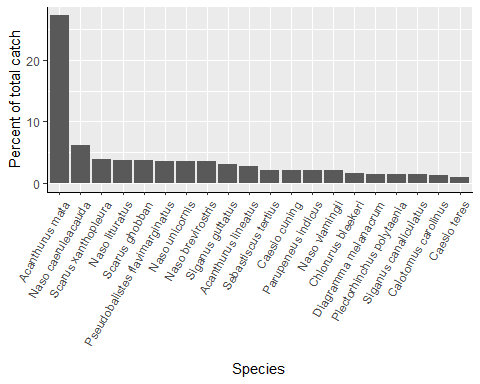 Percent of total catch
20
10
0
Acanthurus mata
Naso caeruleacauda
Scarus xanthopleura
Naso lituratus
Scarus ghobban
Pseudobalistes flavimarginatus
Naso unicornis
Naso brevirostris
Siganus guttatus
Acanthurus lineatus
Sebastiscus tertius
Caesio cuning
Parupeneus indicus
Naso vlamingii
Chlorurus bleekeri
Diagramma melanacrum
Plectorhinchus polytaenia
Siganus canaliculatus
Calotomus carolinus
Caesio teres
Species